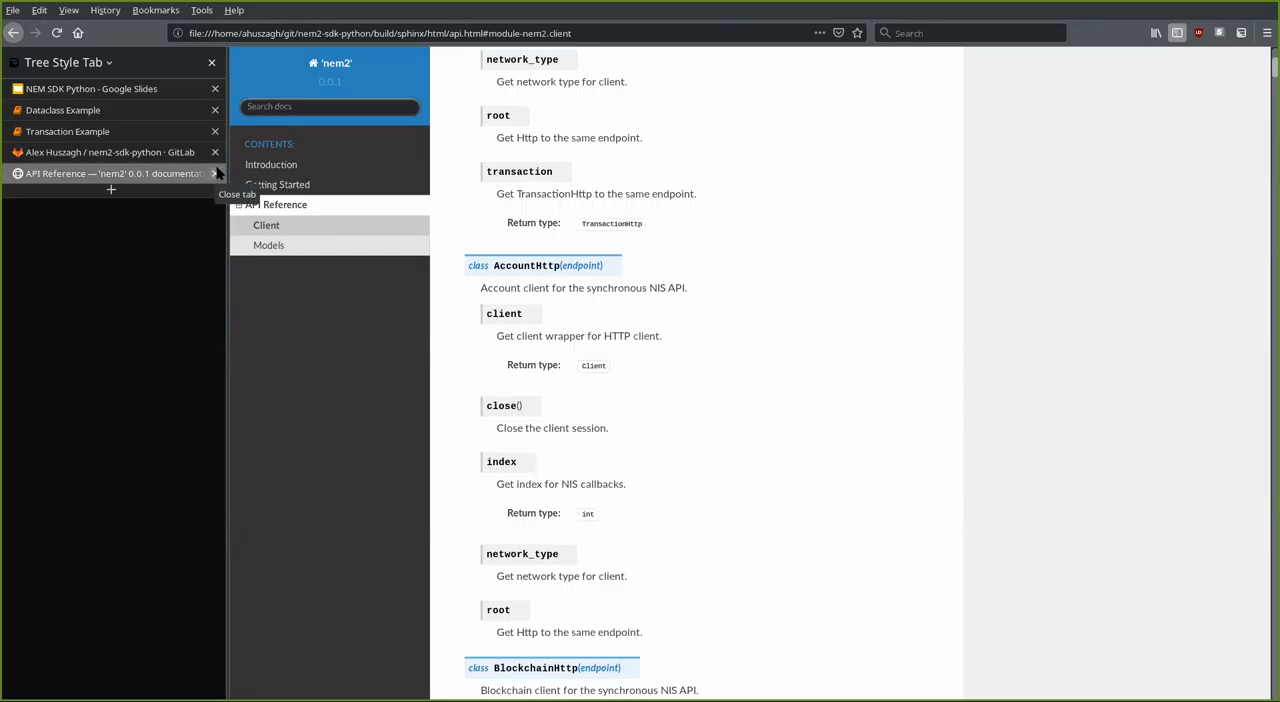 File Edit View History Bookmarks Tools Help
file:///home/ahuszagh/git/nem2-sdk-python/build/sphinx/html/api.html#module-nem2.client
Search
Tree Style Tab
NEM SDK Python - Google Slides
Dataclass Example
Transaction Example
Alex Huszagh / nem2-sdk-python · GitLab
API Reference — 'nem2' 0.0.1 documentat
Close tab
'nem2'
0.0.1
Search docs
CONTENTS:
Introduction
Getting Started
API Reference
Client
Models
network_type
Get network type for client.
root
Get Http to the same endpoint.
transaction
Get TransactionHttp to the same endpoint.
Return type: TransactionHttp
class AccountHttp(endpoint)
Account client for the synchronous NIS API.
client
Get client wrapper for HTTP client.
Return type: Client
close()
Close the client session.
index
Get index for NIS callbacks.
Return type: int
network_type
Get network type for client.
root
Get Http to the same endpoint.
class BlockchainHttp(endpoint)
Blockchain client for the synchronous NIS API.